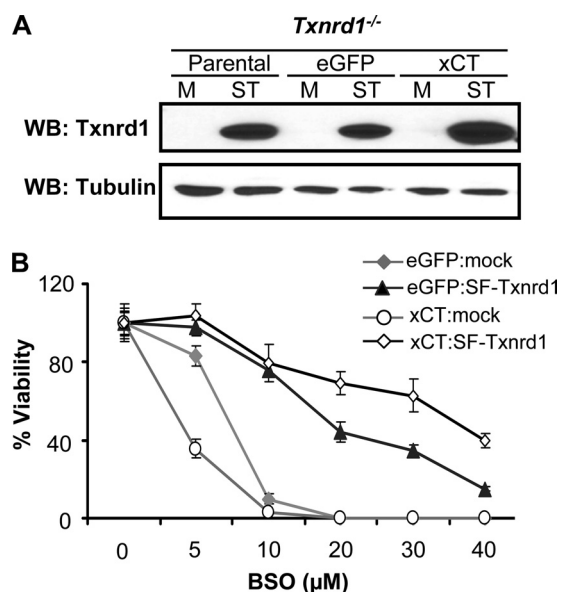 A
Txnrd1-/-
Parental eGFP xCT
M ST M ST M ST
WB: Txnrd1
WB: Tubulin
B
eGFP:mock
eGFP:SF-Txnrd1
xCT:mock
xCT:SF-Txnrd1
% Viability
120
80
40
0
0 5 10 20 30 40
BSO (µM)